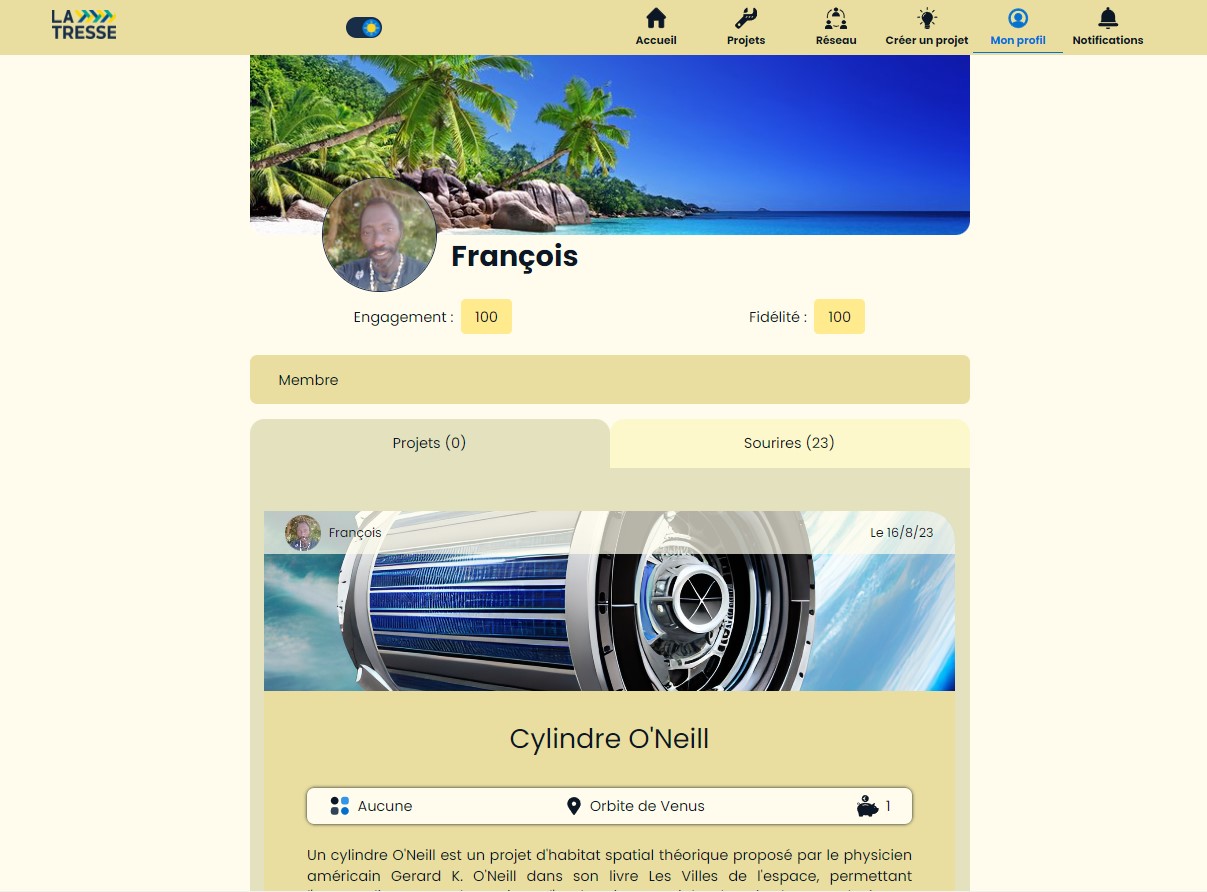 LA TRESSE
Accueil
Projets
Réseau
Créer un projet
Mon profil
Notifications
François
Engagement : 100
Fidélité : 100
Membre
Projets (0)
Sourires (23)
François
Le 16/8/23
Cylindre O'Neill
Aucune
Orbite de Venus
1
Un cylindre O'Neill est un projet d'habitat spatial théorique proposé par le physicien
américain Gerard K. O'Neill dans son livre Les Villes de l'espace, permettant